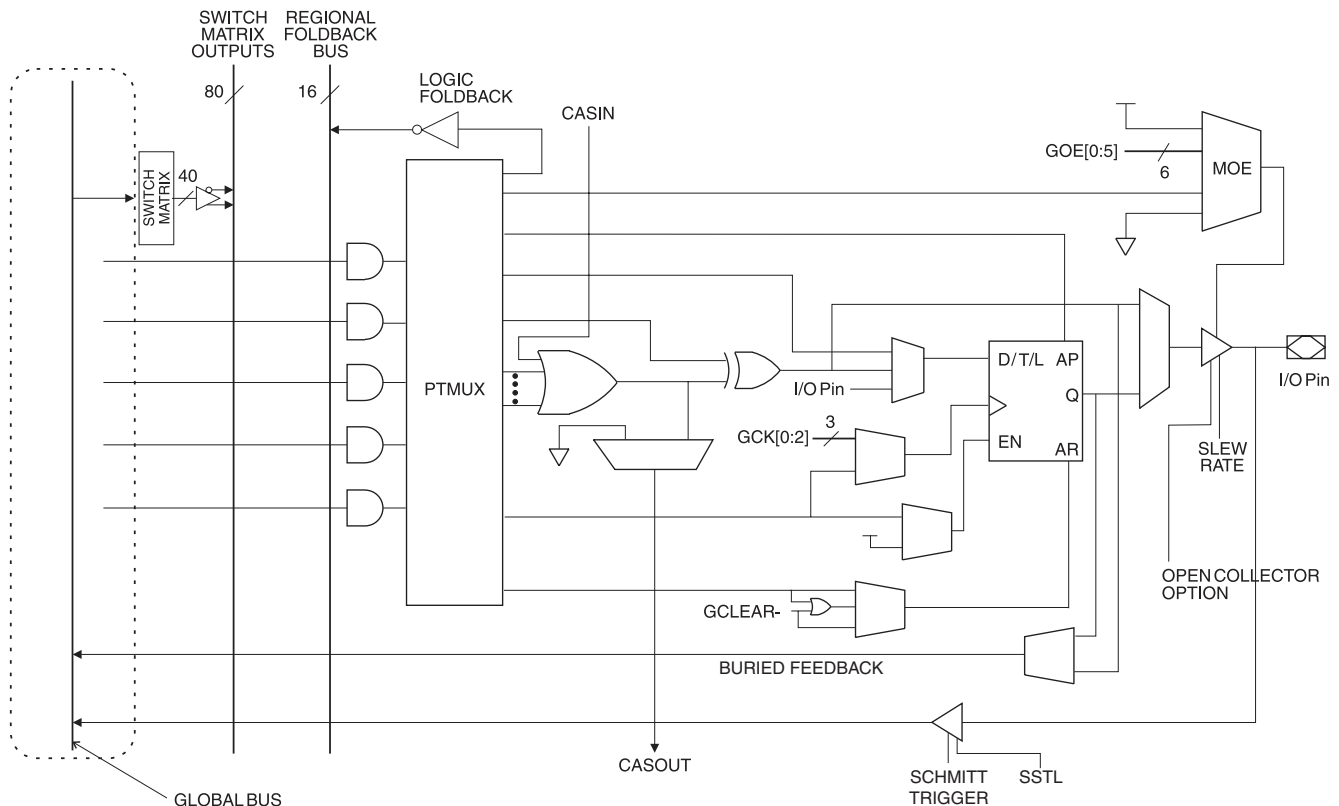 SWITCH
MATRIX
OUTPUTS
REGIONAL
FOLDBACK
BUS
80
16
LOGIC
FOLDBACK
CASIN
GOE[0:5]
6
MOE
SWITCH
MATRIX
40
PTMUX
I/O Pin
D/T/L
AP
Q
EN
AR
I/O Pin
GCK[0:2]
3
SLEW
RATE
OPEN COLLECTOR
OPTION
GCLEAR-
BURIED FEEDBACK
CASOUT
SCHMITT
TRIGGER
SSTL
GLOBAL BUS